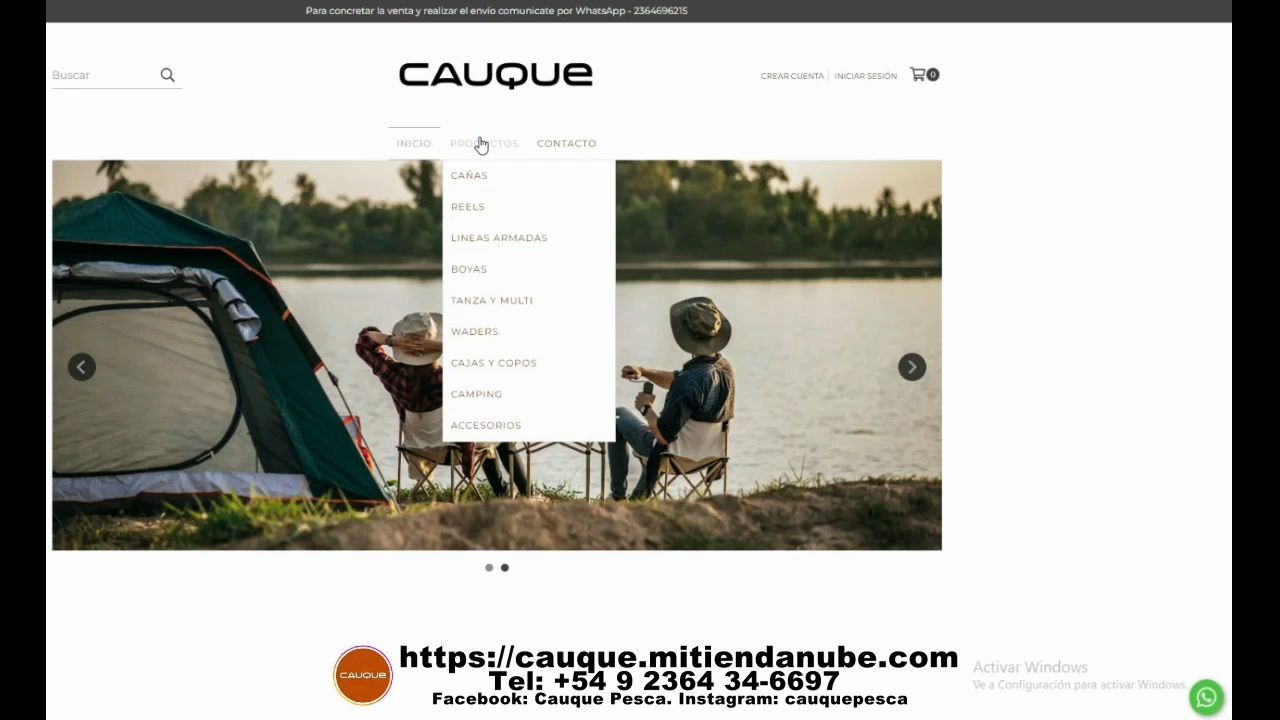 Para concretar la venta y realizar el envío comunicate por WhatsApp - 2364696215
Buscar
CAUQUE
CREAR CUENTA | INICIAR SESIÓN
0
INICIO PRODUCTOS CONTACTO
CAÑAS
REELS
LINEAS ARMADAS
BOYAS
TANZA Y MULTI
WADERS
CAJAS Y COPOS
CAMPING
ACCESORIOS
CAUQUE
https://cauque.mitiendanube.com
Tel: +54 9 2364 34-6697
Facebook: Cauque Pesca. Instagram: cauquepesca
Activar Windows
Ve a Configuración para activar Windows.